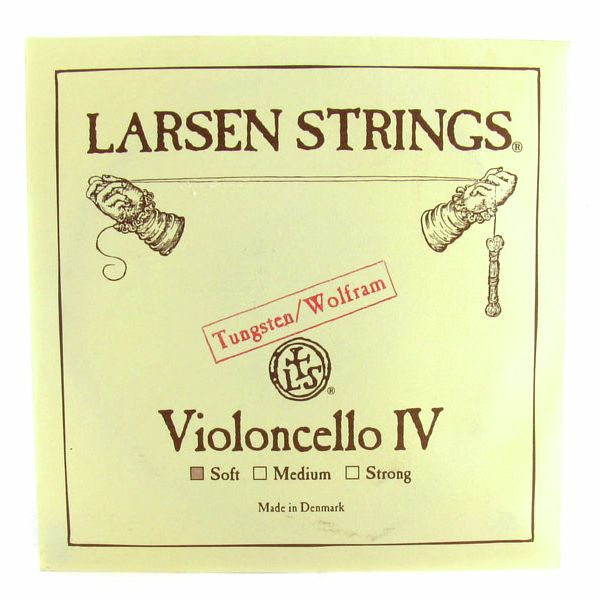 LARSEN STRINGS®
Tungsten/Wolfram
LS
®
Violoncello IV
Soft Medium Strong
Made in Denmark